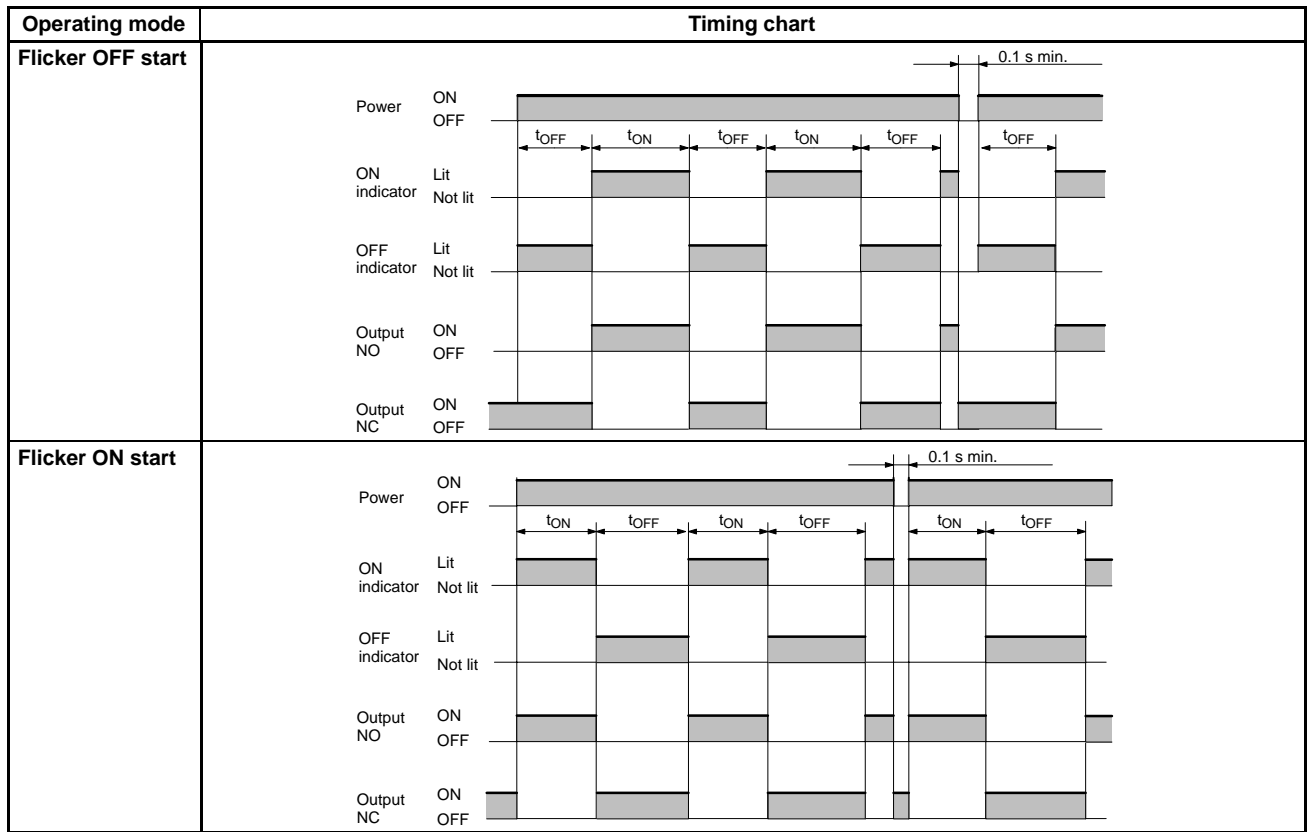 Operating mode
Timing chart
Flicker OFF start
0.1 s min.
Power
ON
OFF
tOFF tON tOFF tON tOFF tOFF
ON
indicator
Lit
Not lit
OFF
indicator
Lit
Not lit
Output
NO
ON
OFF
Output
NC
ON
OFF
Flicker ON start
0.1 s min.
Power
ON
OFF
tON tOFF tON tOFF tON tOFF
ON
indicator
Lit
Not lit
OFF
indicator
Lit
Not lit
Output
NO
ON
OFF
Output
NC
ON
OFF